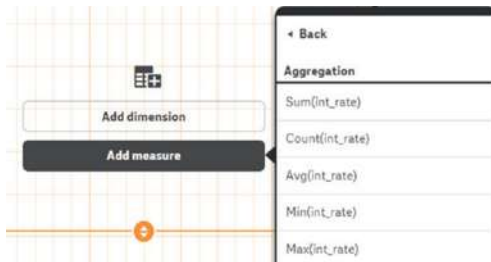 Back
Aggregation
Sum(int_rate)
Add dimension
Count(int_rate)
Add measure
Avg(int_rate)
Min(int_rate)
Max(int_rate)